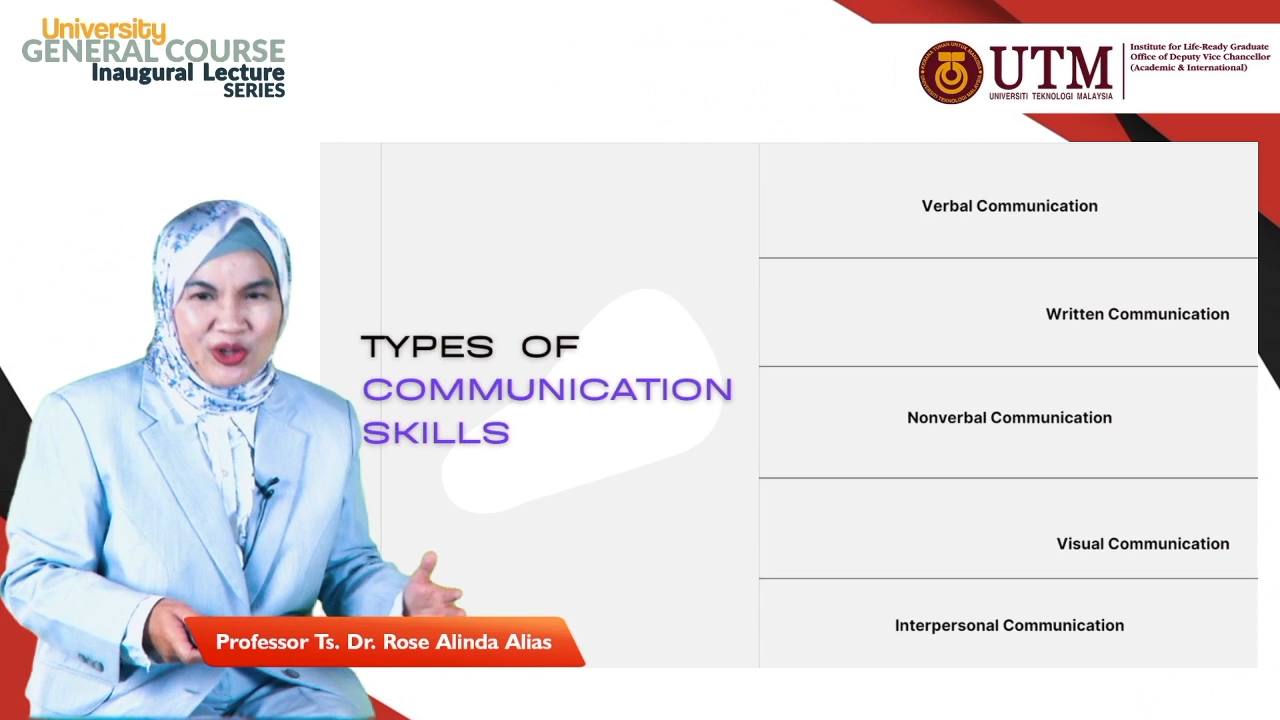 University
GENERAL COURSE
Inaugural Lecture
SERIES
UTM
UNIVERSITI TEKNOLOGI MALAYSIA
Institute for Life-Ready Graduate
Office of Deputy Vice Chancellor
(Academic & International)
TYPES OF
COMMUNICATION
SKILLS
Verbal Communication
Written Communication
Nonverbal Communication
Visual Communication
Interpersonal Communication
Professor Ts. Dr. Rose Alinda Alias